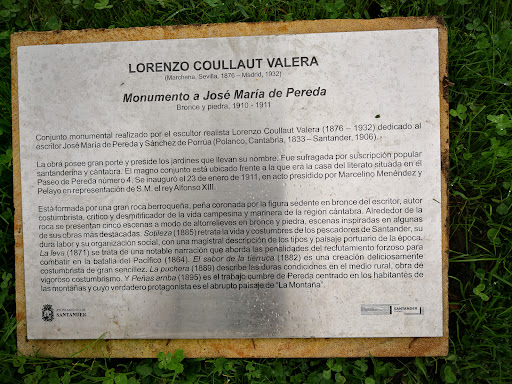 LORENZO COULLAUT VALERA
(Marchena, Sevilla, 1876 – Madrid, 1932)
Monumento a José María de Pereda
Bronce y piedra, 1910 - 1911
Conjunto monumental realizado por el escultor realista Lorenzo Coullaut Valera (1876 – 1932) dedicado al
escritor José María de Pereda y Sánchez de Porrúa (Polanco, Cantabria, 1833 – Santander, 1906).
La obra posee gran porte y preside los jardines que llevan su nombre. Fue sufragada por suscripción popular
santanderina y cántabra. El magno conjunto está ubicado frente a la que era la casa del literato situada en el
Paseo de Pereda número 4. Se inauguró el 23 de enero de 1911, en acto presidido por Marcelino Menéndez y
Pelayo en representación de S.M. el rey Alfonso XIII.
Está formada por una gran roca berroqueña, peña coronada por la figura sedente en bronce del escritor, autor
costumbrista, crítico y desmitificador de la vida campesina y marinera de la región cántabra. Alrededor de la
roca se presentan cinco escenas a modo de altorrelieves en bronce y piedra, escenas inspiradas en algunas
de sus obras más destacadas. Sotileza (1885) retrata la vida y costumbres de los pescadores de Santander, su
dura labor y su organización social, con una magistral descripción de los tipos y paisaje portuario de la época.
La leva (1871) se trata de una notable narración que aborda las penalidades del reclutamiento forzoso para
combatir en la batalla del Pacífico (1864). El sabor de la tierruca (1882) es una creación deliciosamente
costumbrista de gran sencillez. La puchera (1889) describe las duras condiciones en el medio rural, obra de
vigoroso costumbrismo. Y Peñas arriba (1895) es el trabajo cumbre de Pereda centrado en los habitantes de
las montañas y cuyo verdadero protagonista es el abrupto paisaje de "La Montaña".
SANTANDER
SANTANDER